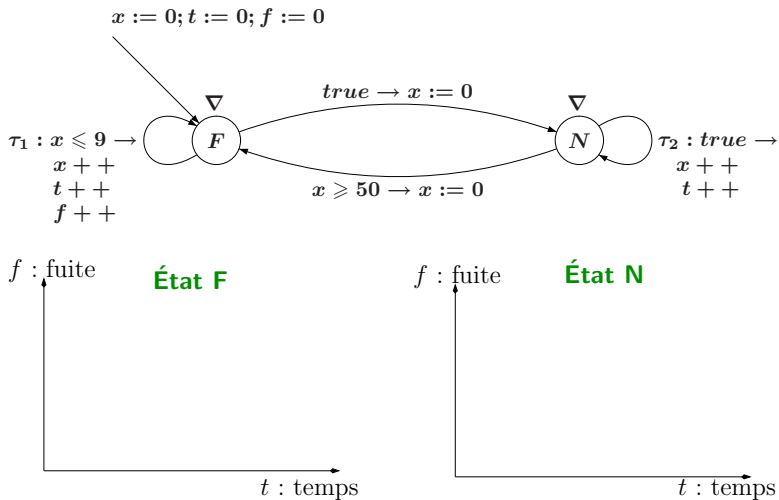 x := 0; t := 0; f := 0
true → x := 0
∇
∇
τ₁ : x ⩽ 9 →
x + +
t + +
f + +
F
N
τ₂ : true →
x + +
t + +
x ⩾ 50 → x := 0
f : fuite
État F
f : fuite
État N
t : temps
t : temps